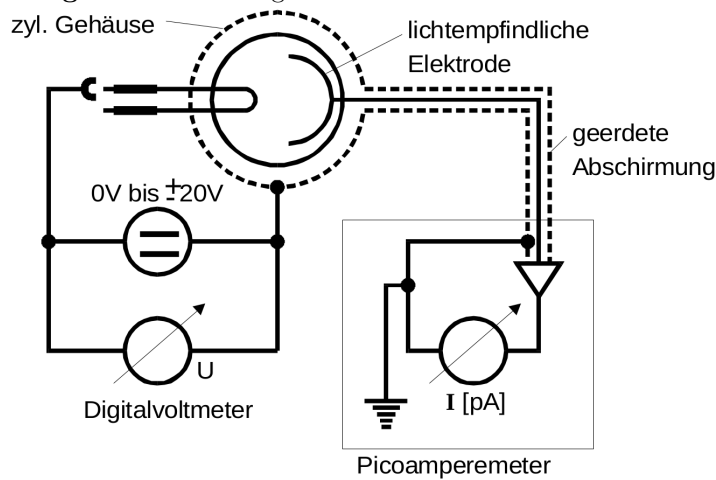 zyl. Gehäuse
lichtempfindliche
Elektrode
geerdete
Abschirmung
0V bis ±20V
U
Digitalvoltmeter
I [pA]
Picoamperemeter